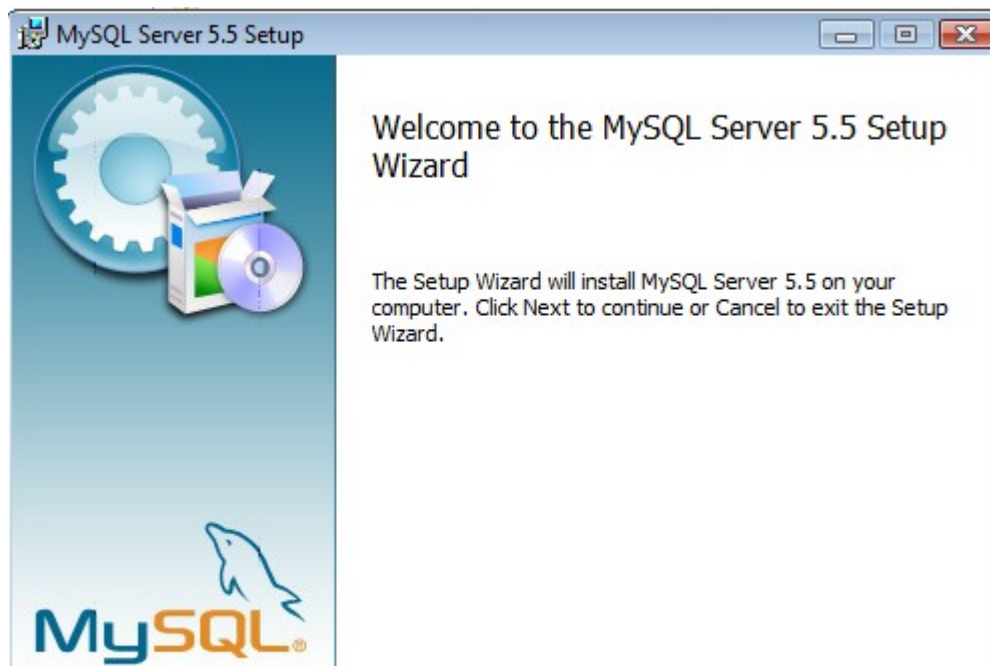 MySQL Server 5.5 Setup
Welcome to the MySQL Server 5.5 Setup
Wizard
The Setup Wizard will install MySQL Server 5.5 on your
computer. Click Next to continue or Cancel to exit the Setup
Wizard.
MySQL®